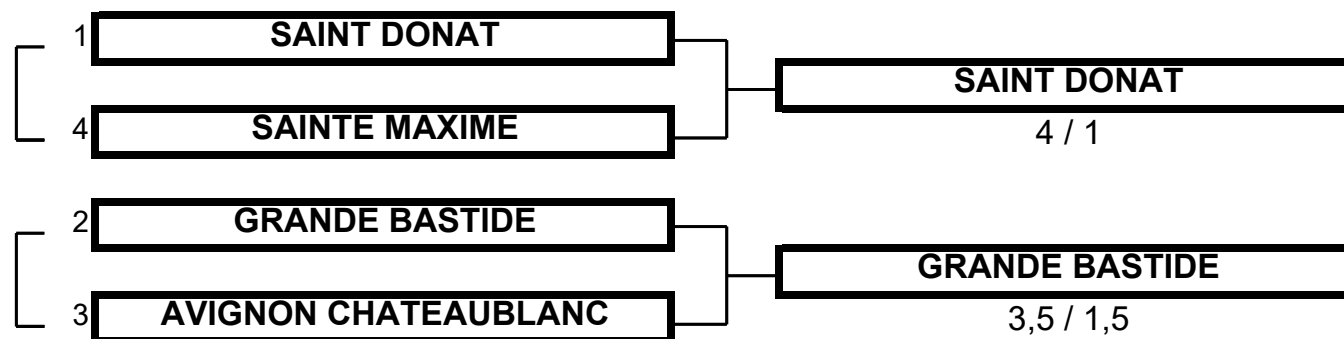 1 SAINT DONAT
SAINT DONAT
4 / 1
4 SAINTE MAXIME
2 GRANDE BASTIDE
GRANDE BASTIDE
3,5 / 1,5
3 AVIGNON CHATEAUBLANC